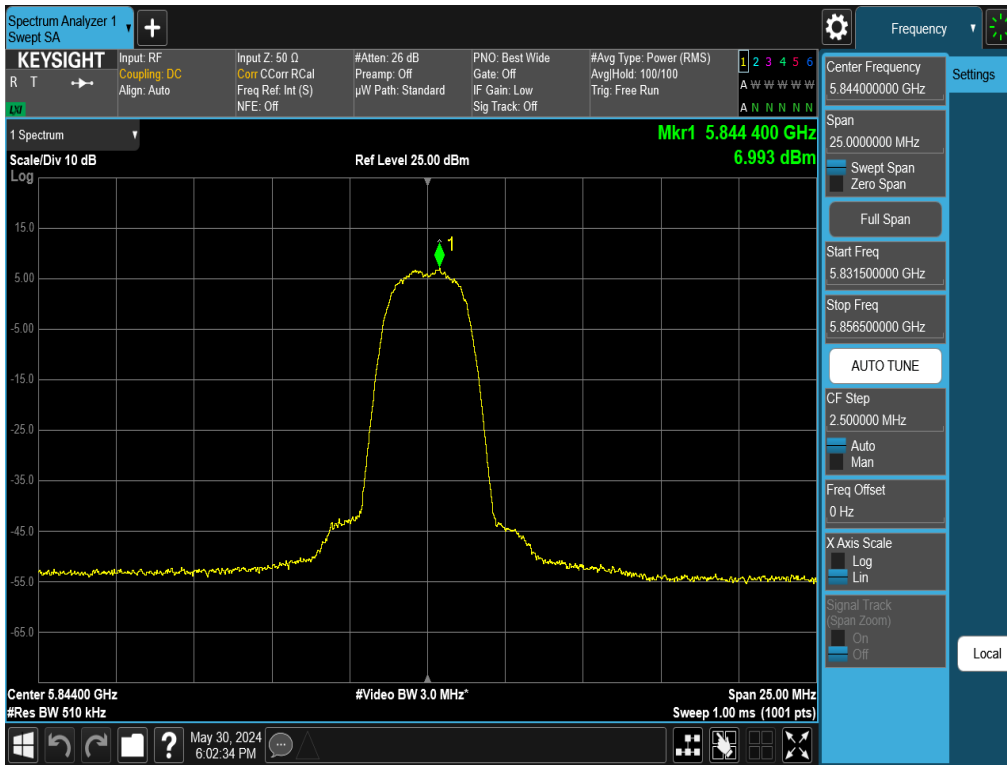 Spectrum Analyzer 1
Swept SA
Frequency
KEYSIGHT
R T
LXI
Input: RF
Coupling: DC
Align: Auto
Input Z: 50 Ω
Corr CCorr RCal
Freq Ref: Int (S)
NFE: Off
#Atten: 26 dB
Preamp: Off
µW Path: Standard
PNO: Best Wide
Gate: Off
IF Gain: Low
Sig Track: Off
#Avg Type: Power (RMS)
Avg|Hold: 100/100
Trig: Free Run
1 2 3 4 5 6
A W W W W W
A N N N N N
1 Spectrum
Scale/Div 10 dB
Log
Ref Level 25.00 dBm
Mkr1 5.844 400 GHz
6.993 dBm
1
15.0
5.00
-5.00
-15.0
-25.0
-35.0
-45.0
-55.0
-65.0
Center 5.84400 GHz
#Res BW 510 kHz
#Video BW 3.0 MHz*
Span 25.00 MHz
Sweep 1.00 ms (1001 pts)
Center Frequency
5.844000000 GHz
Settings
Span
25.0000000 MHz
Swept Span
Zero Span
Full Span
Start Freq
5.831500000 GHz
Stop Freq
5.856500000 GHz
AUTO TUNE
CF Step
2.500000 MHz
Auto
Man
Freq Offset
0 Hz
X Axis Scale
Log
Lin
Signal Track
(Span Zoom)
On
Off
Local
?
May 30, 2024
6:02:34 PM